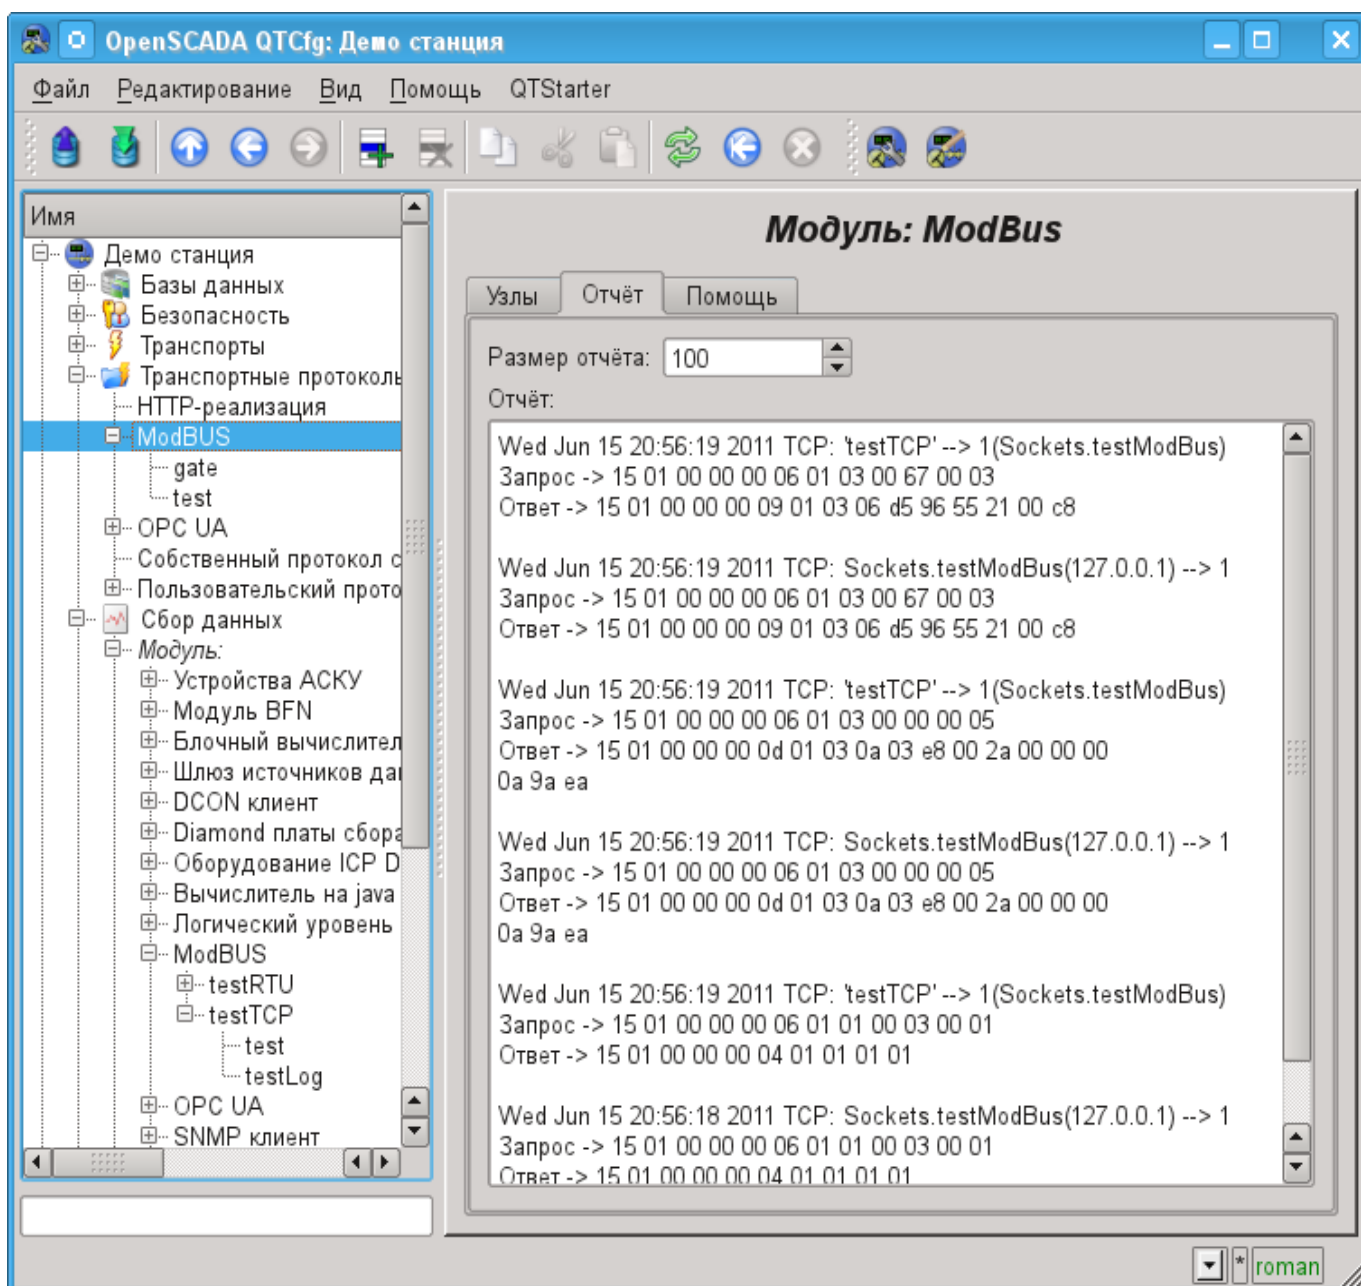 OpenSCADA QTCfg: Демо станция
Файл Редактирование Вид Помощь QTStarter
Имя
Демо станция
Базы данных
Безопасность
Транспорты
Транспортные протоколь
HTTP-реализация
ModBUS
gate
test
OPC UA
Собственный протокол с
Пользовательский прото
Сбор данных
Модуль:
Устройства АСКУ
Модуль BFN
Блочный вычислител
Шлюз источников да
DCON клиент
Diamond платы сбора
Оборудование ICP D
Вычислитель на java
Логический уровень
ModBUS
testRTU
testTCP
test
testLog
OPC UA
SNMP клиент
Модуль: ModBus
Узлы Отчёт Помощь
Размер отчёта: 100
Отчёт:
Wed Jun 15 20:56:19 2011 TCP: 'testTCP' --> 1(Sockets.testModBus)
Запрос -> 15 01 00 00 00 06 01 03 00 67 00 03
Ответ -> 15 01 00 00 00 09 01 03 06 d5 96 55 21 00 c8
Wed Jun 15 20:56:19 2011 TCP: Sockets.testModBus(127.0.0.1) --> 1
Запрос -> 15 01 00 00 00 06 01 03 00 67 00 03
Ответ -> 15 01 00 00 00 09 01 03 06 d5 96 55 21 00 c8
Wed Jun 15 20:56:19 2011 TCP: 'testTCP' --> 1(Sockets.testModBus)
Запрос -> 15 01 00 00 00 06 01 03 00 00 00 05
Ответ -> 15 01 00 00 00 0d 01 03 0a 03 e8 00 2a 00 00 00
0a 9a ea
Wed Jun 15 20:56:19 2011 TCP: Sockets.testModBus(127.0.0.1) --> 1
Запрос -> 15 01 00 00 00 06 01 03 00 00 00 05
Ответ -> 15 01 00 00 00 0d 01 03 0a 03 e8 00 2a 00 00 00
0a 9a ea
Wed Jun 15 20:56:19 2011 TCP: 'testTCP' --> 1(Sockets.testModBus)
Запрос -> 15 01 00 00 00 06 01 01 00 03 00 01
Ответ -> 15 01 00 00 00 04 01 01 01 01
Wed Jun 15 20:56:18 2011 TCP: Sockets.testModBus(127.0.0.1) --> 1
Запрос -> 15 01 00 00 00 06 01 01 00 03 00 01
Ответ -> 15 01 00 00 00 04 01 01 01 01
* roman